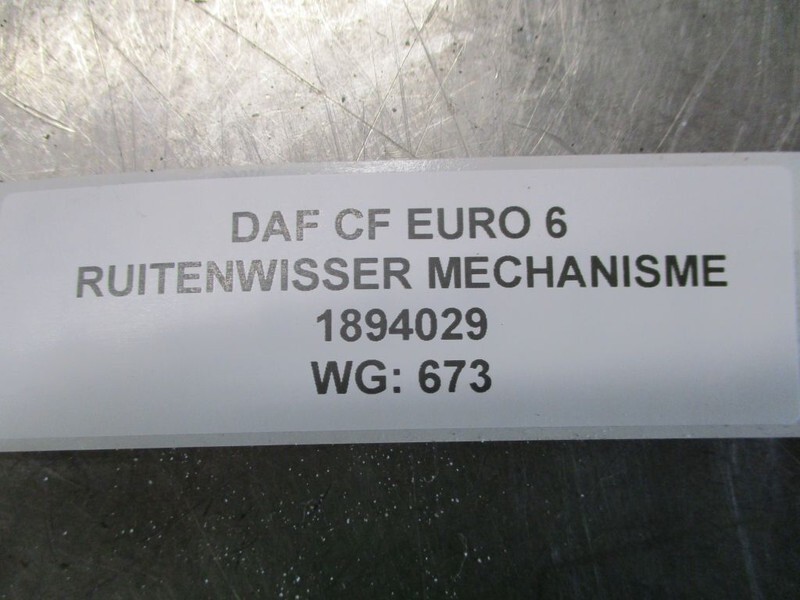 DAF CF EURO 6
RUITENWISSER MECHANISME
1894029
WG: 673